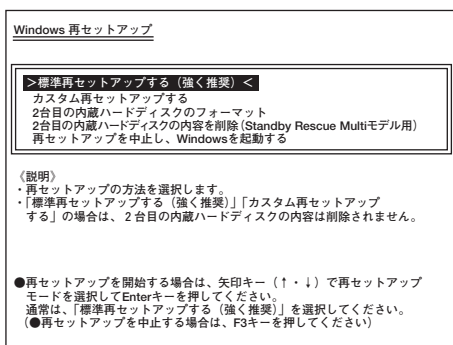 Windows 再セットアップ
＞標準再セットアップする（強く推奨）＜
カスタム再セットアップする
2台目の内蔵ハードディスクのフォーマット
2台目の内蔵ハードディスクの内容を削除（Standby Rescue Multiモデル用）
再セットアップを中止し、Windowsを起動する
《説明》
・再セットアップの方法を選択します。
・「標準再セットアップする（強く推奨）」「カスタム再セットアップ
する」の場合は、２台目の内蔵ハードディスクの内容は削除されません。
●再セットアップを開始する場合は、矢印キー（↑・↓）で再セットアップ
モードを選択してEnterキーを押してください。
通常は、「標準再セットアップする（強く推奨）」を選択してください。
（●再セットアップを中止する場合は、F3キーを押してください）